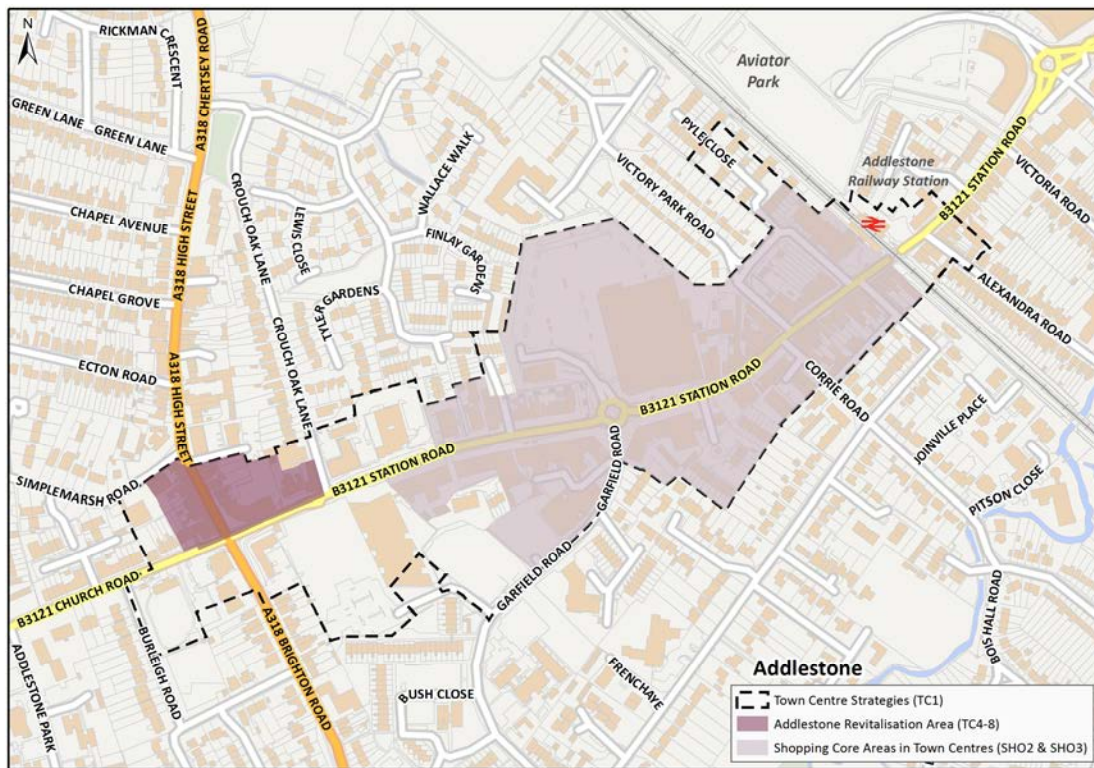 N
RICKMAN CRESCENT
A318 CHERTSEY ROAD
Aviator
Park
GREEN LANE
GREEN LANE
WALLACE WALK
PYLE CLOSE
Addlestone
Railway Station
B3121 STATION ROAD
VICTORIA ROAD
CROUCH OAK LANE
VICTORY PARK ROAD
CHAPEL AVENUE
LEWIS CLOSE
FINLAY GARDENS
A318 HIGH STREET
ALEXANDRA ROAD
CHAPEL GROVE
TYLER GARDENS
CROUCH OAK LANE
ECTON ROAD
A318 HIGH STREET
B3121 STATION ROAD
CORRIE ROAD
JOINVILLE PLACE
SIMPLEMARSH ROAD
B3121 STATION ROAD
GARFIELD ROAD
PITSON CLOSE
GARFIELD ROAD
B3121 CHURCH ROAD
BURLEIGH ROAD
A318 BRIGHTON ROAD
ADDLESTONE PARK
BUSH CLOSE
FRENCHAYE
BOIS HALL ROAD
Addlestone
Town Centre Strategies (TC1)
Addlestone Revitalisation Area (TC4-8)
Shopping Core Areas in Town Centres (SHO2 & SHO3)